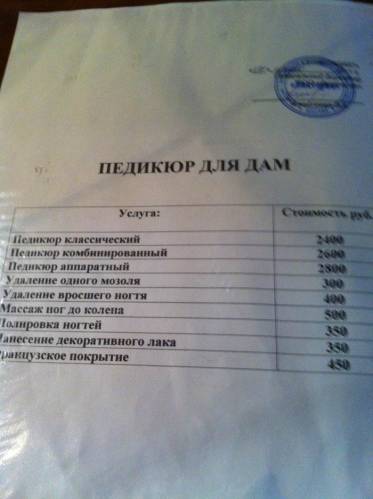 ПЕДИКЮР ДЛЯ ДАМ
Услуга: Стоимость руб.
Педикюр классический 2400
Педикюр комбинированный 2600
Педикюр аппаратный 2800
Удаление одного мозоля 300
Удаление вросшего ногтя 400
Массаж ног до колена 500
Полировка ногтей 350
Нанесение декоративного лака 350
Французское покрытие 450